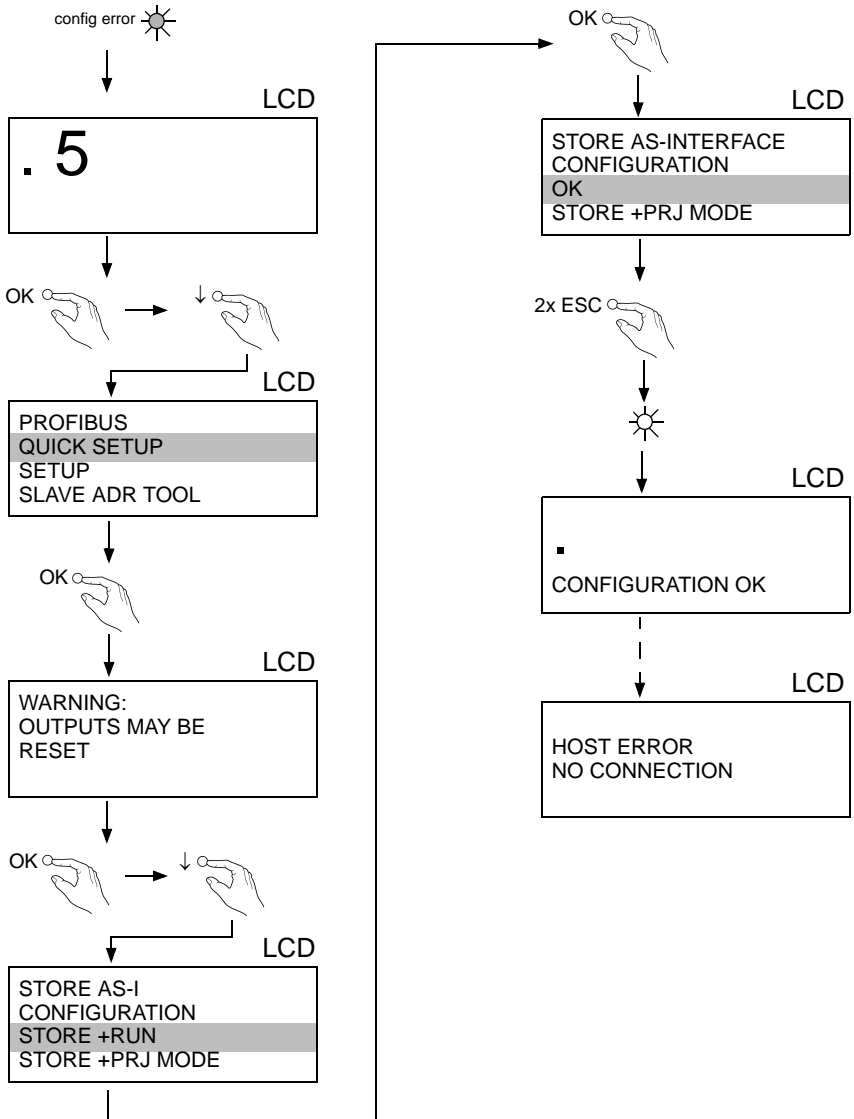 config error
LCD
. 5
OK
↓
LCD
PROFIBUS
QUICK SETUP
SETUP
SLAVE ADR TOOL
OK
LCD
WARNING:
OUTPUTS MAY BE
RESET
OK
↓
LCD
STORE AS-I
CONFIGURATION
STORE +RUN
STORE +PRJ MODE
OK
LCD
STORE AS-INTERFACE
CONFIGURATION
OK
STORE +PRJ MODE
2x ESC
LCD
.
CONFIGURATION OK
LCD
HOST ERROR
NO CONNECTION